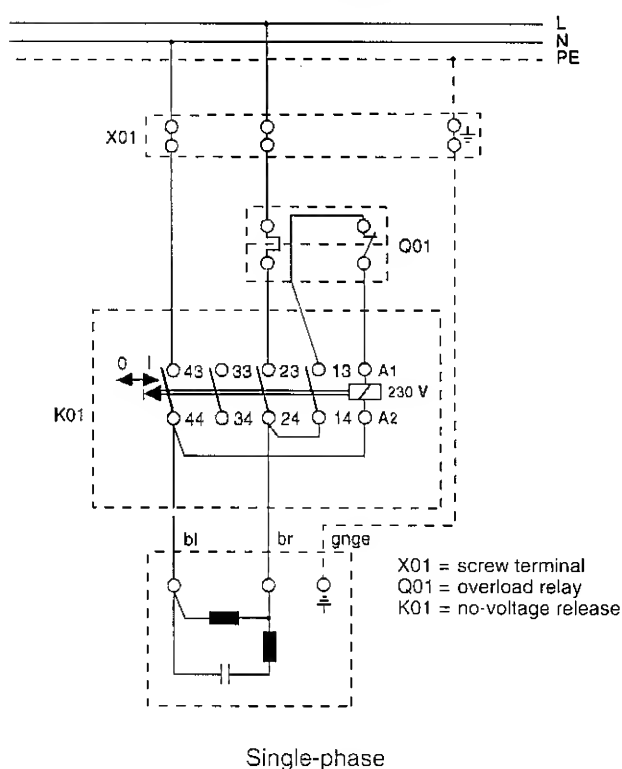 L
N
PE
X01
Q01
0 I
43 33 23 13 A1
230 V
K01
44 34 24 14 A2
bl br gnge
X01 = screw terminal
Q01 = overload relay
K01 = no-voltage release
Single-phase